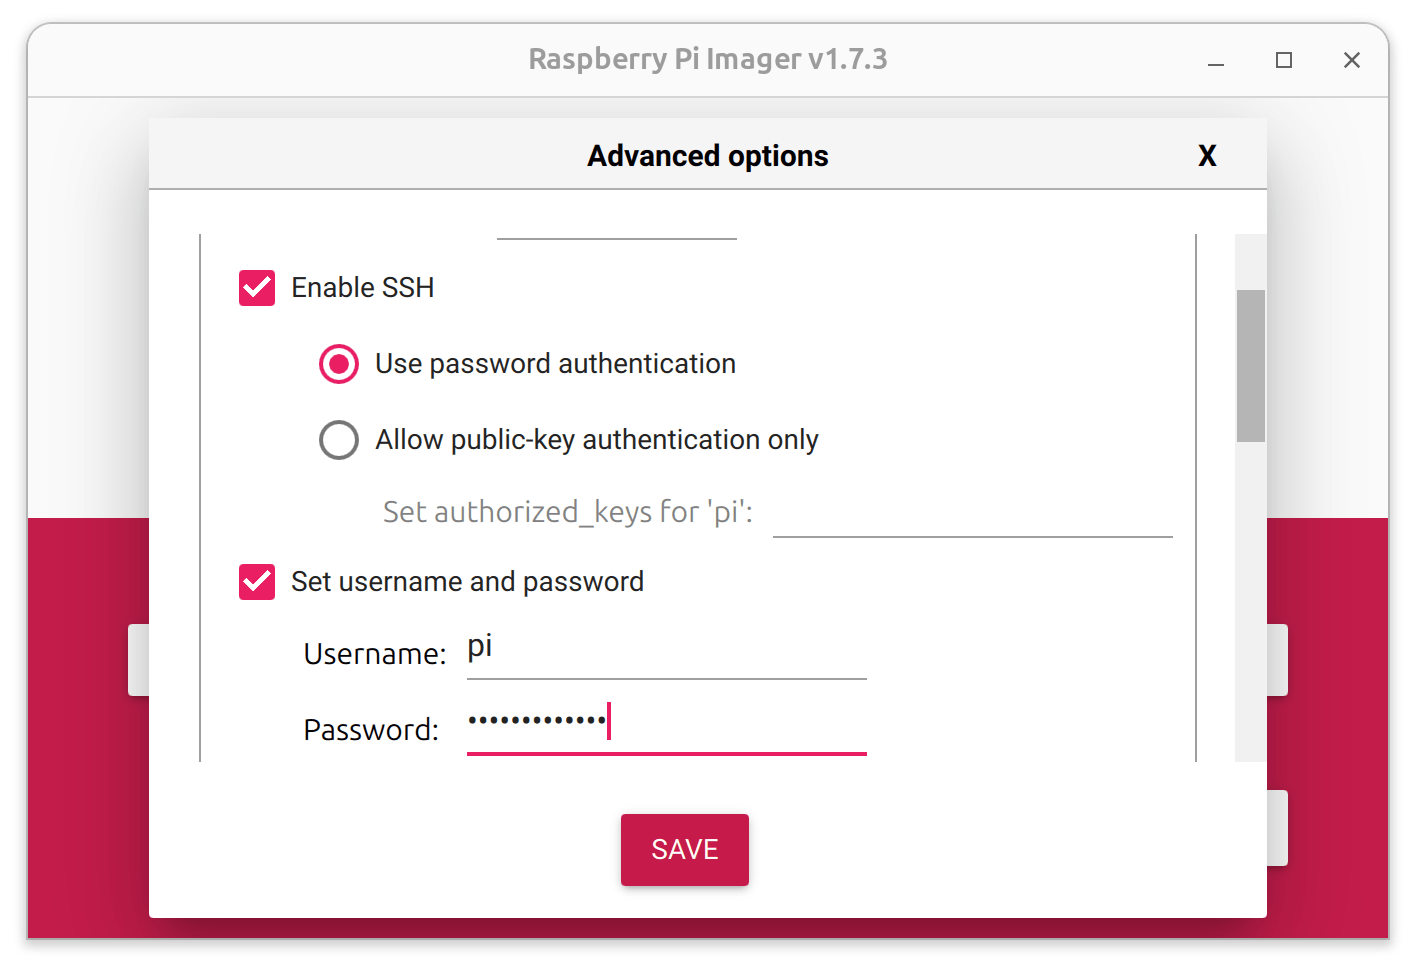 Raspberry Pi Imager v1.7.3
Advanced options
X
Enable SSH
Use password authentication
Allow public-key authentication only
Set authorized_keys for 'pi':
Set username and password
Username: pi
Password: •••••••••••••
SAVE